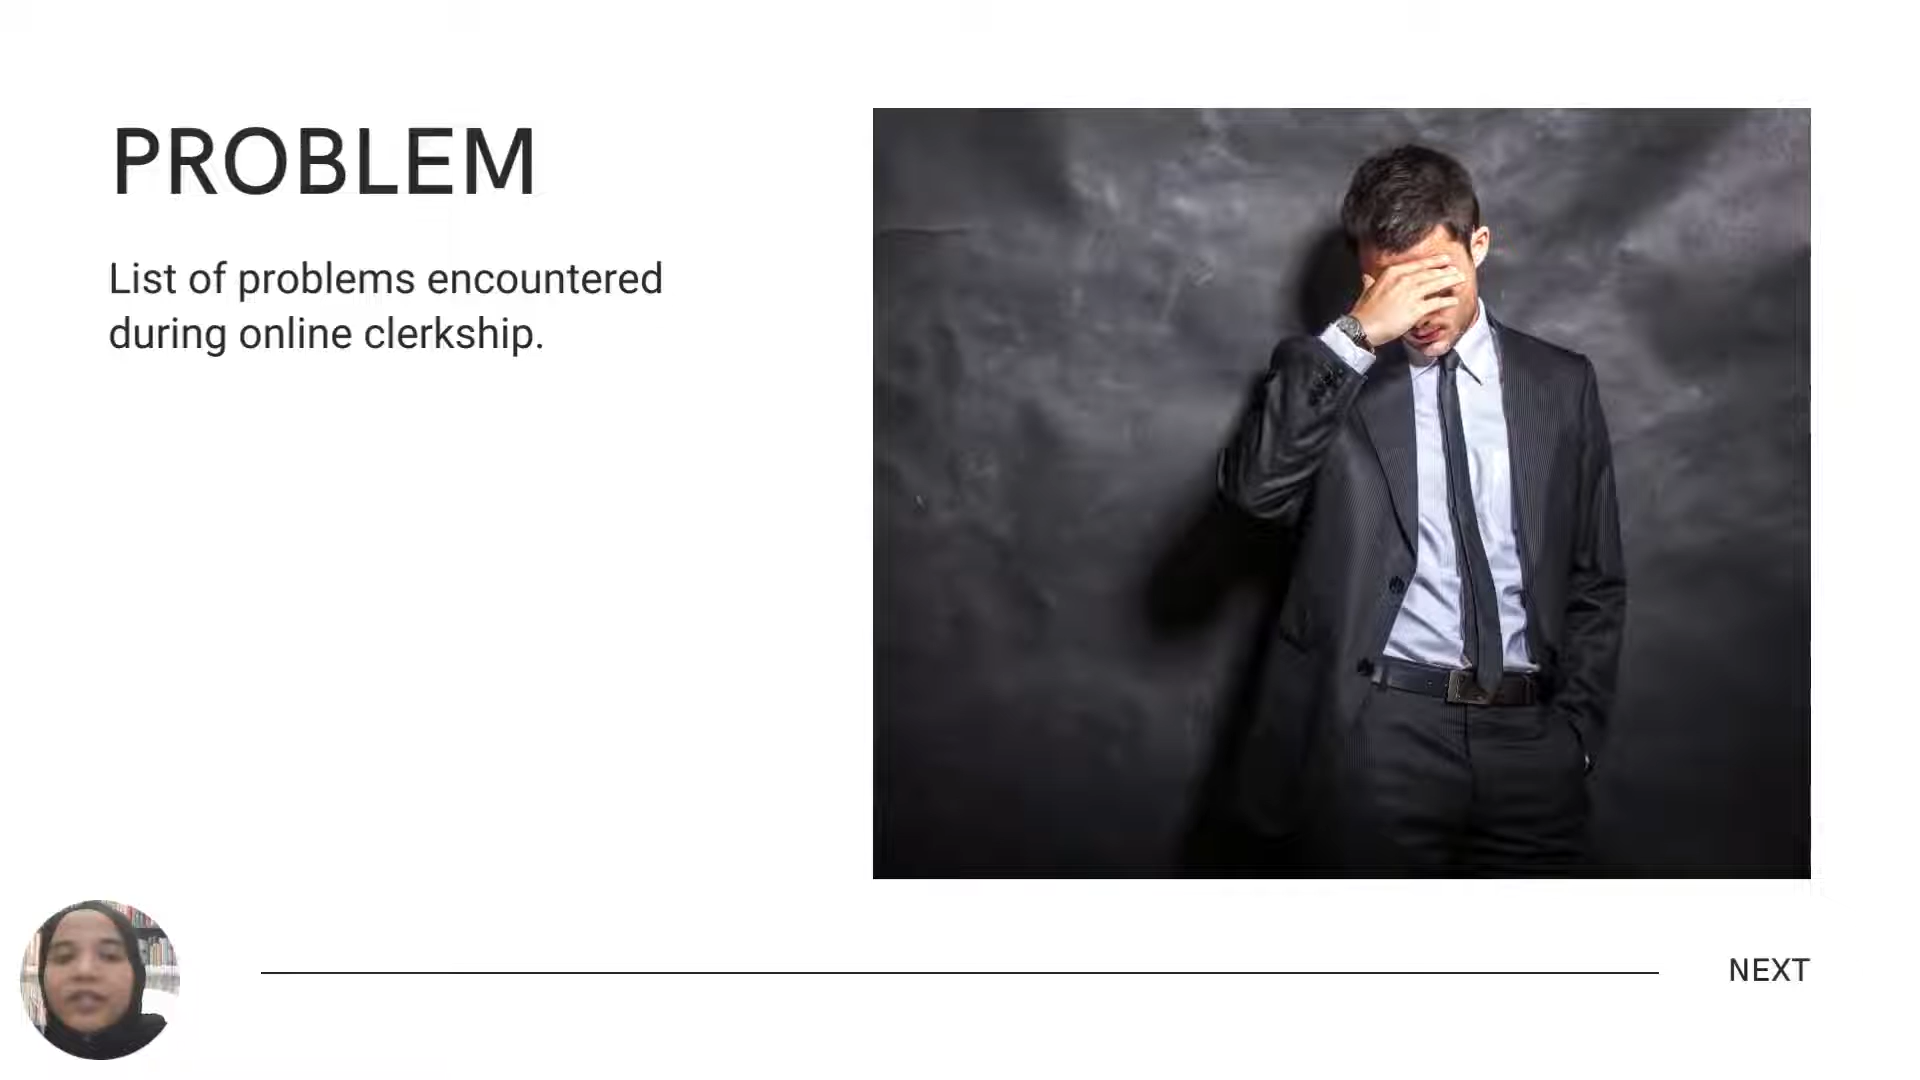 PROBLEM
List of problems encountered
during online clerkship.
NEXT